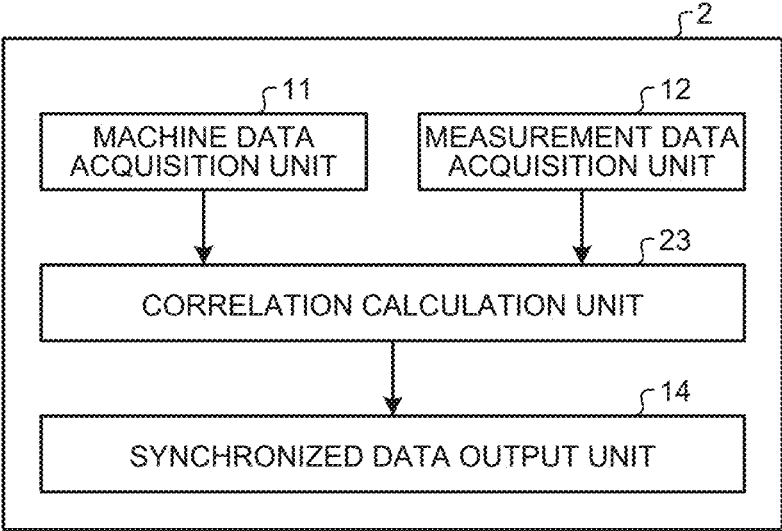 2
11
12
MACHINE DATA
ACQUISITION UNIT
MEASUREMENT DATA
ACQUISITION UNIT
23
CORRELATION CALCULATION UNIT
14
SYNCHRONIZED DATA OUTPUT UNIT